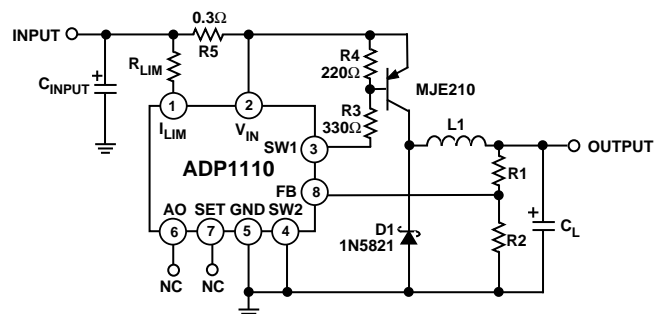 0.3Ω
INPUT
R5
R4
220Ω
RLIM
CINPUT
+
MJE210
R3
330Ω
1
2
ILIM
VIN
L1
SW1
3
ADP1110
OUTPUT
R1
FB
8
AO
SET
GND
SW2
D1
1N5821
+
CL
R2
6
7
5
4
NC
NC